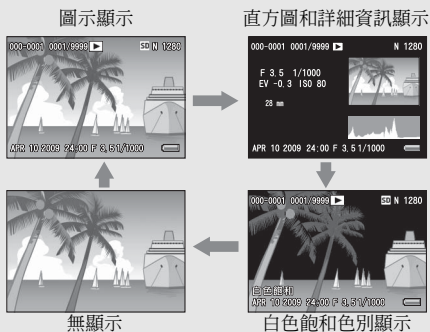 圖示顯示
000-0001 0001/9999 SD N 1280
APR 10 2009 24:00 F 3.5 1/1000
直方圖和詳細資訊顯示
000-0001 0001/9999 N 1280
F 3.5 1/1000
EV -0.3 ISO 80
28 mm
APR 10 2009 24:00 F 3.5 1/1000
無顯示
000-0001 0001/9999 SD N 1280
白色飽和
APR 10 2009 24:00 F 3.5 1/1000
白色飽和色別顯示